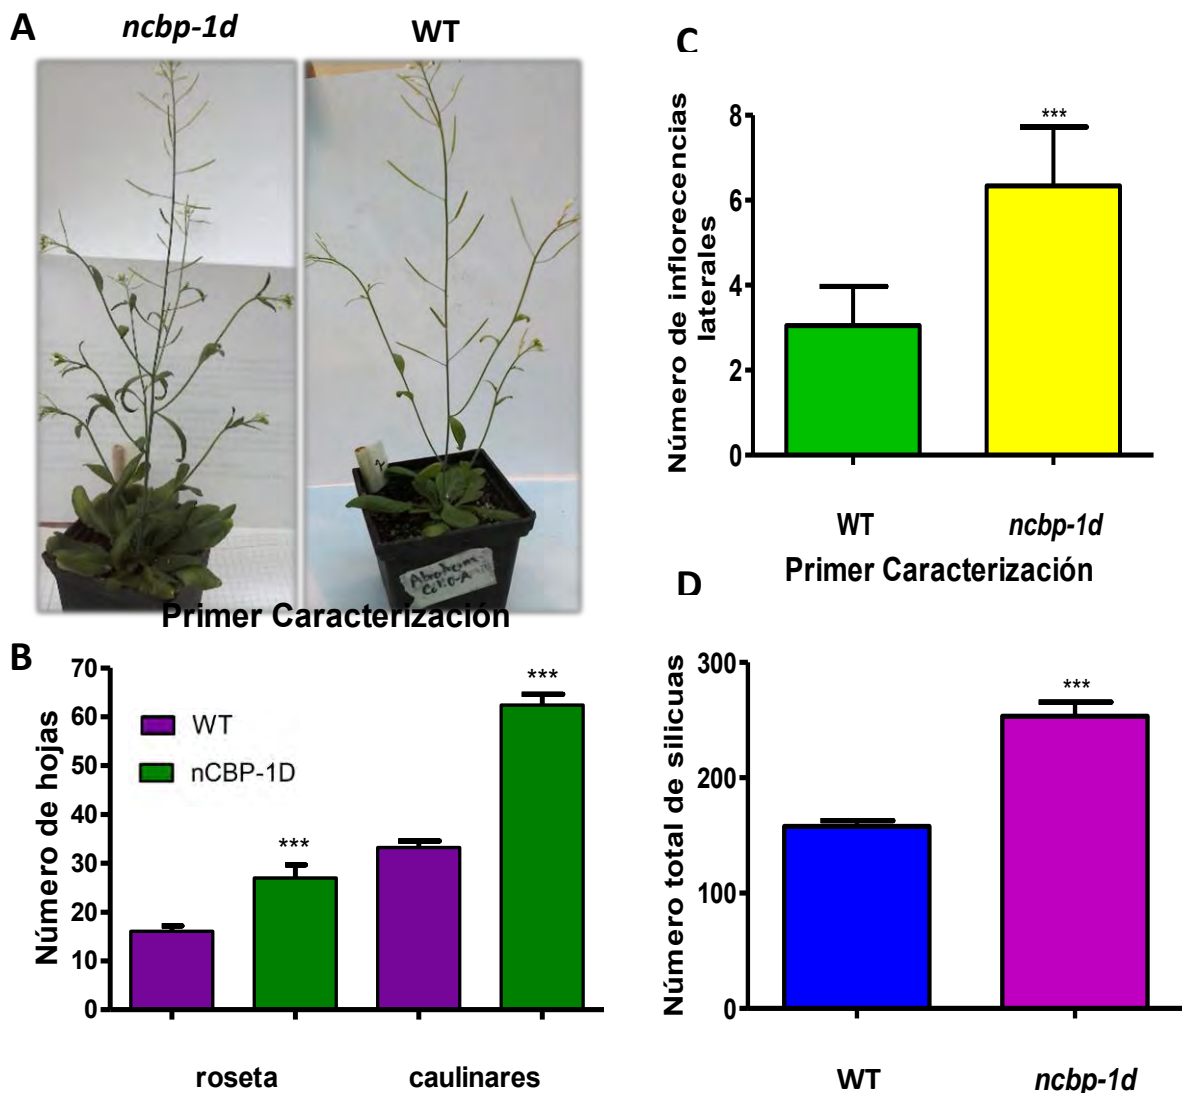 A
ncbp-1d
WT
Abraham
Primer Caracterización
B
Número de hojas
70
60
50
40
30
20
10
0
WT
nCBP-1D
***
***
roseta
caulinares
C
Número de inflorecencias
laterales
8
6
4
2
0
***
WT
ncbp-1d
Primer Caracterización
D
Número total de silicuas
300
200
100
0
***
WT
ncbp-1d